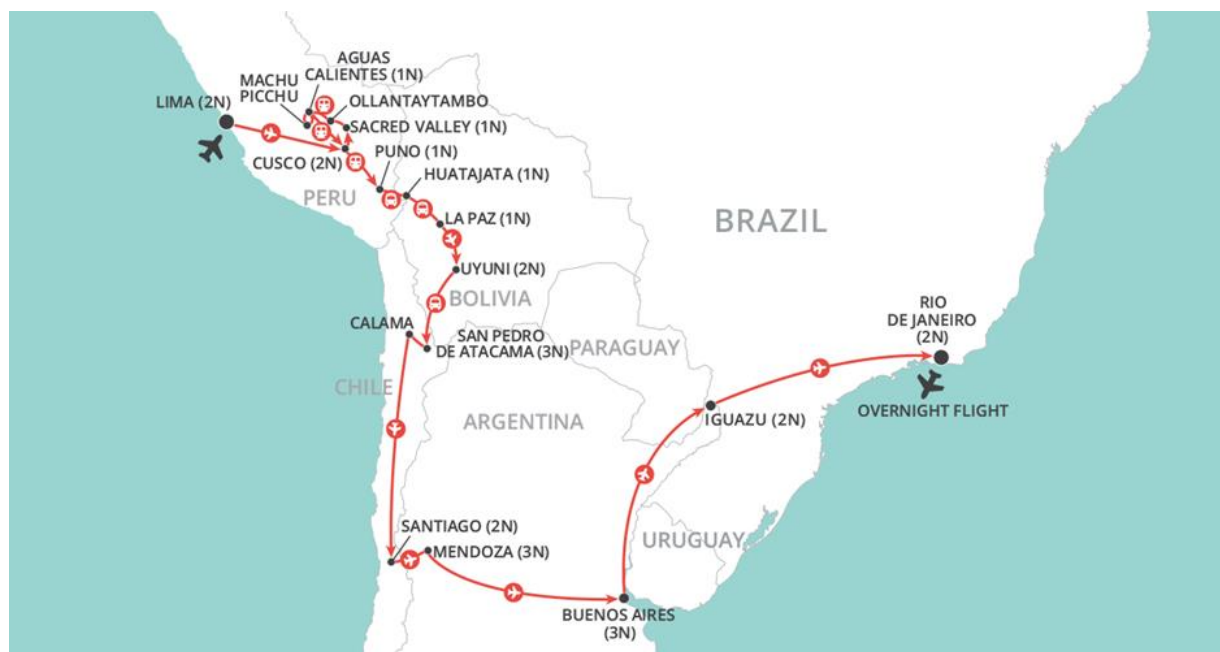 AGUAS
CALIENTES (1N)
MACHU
PICCHU
OLLANTAYTAMBO
LIMA (2N)
SACRED VALLEY (1N)
PUNO (1N)
CUSCO (2N)
HUATAJATA (1N)
PERU
LA PAZ (1N)
BRAZIL
UYUNI (2N)
BOLIVIA
CALAMA
SAN PEDRO
DE ATACAMA (3N)
PARAGUAY
RIO
DE JANEIRO
(2N)
CHILE
OVERNIGHT FLIGHT
ARGENTINA
IGUAZU (2N)
SANTIAGO (2N)
MENDOZA (3N)
URUGUAY
BUENOS AIRES
(3N)